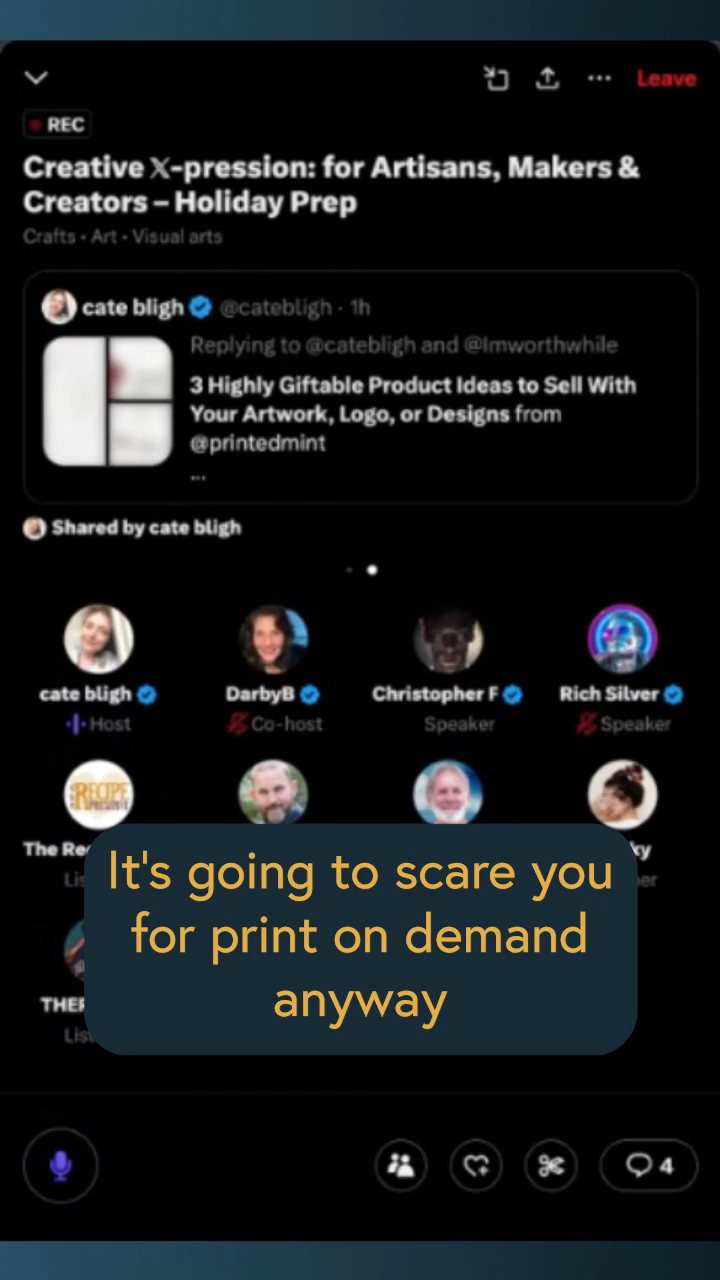 Leave
REC
Creative X-pression: for Artisans, Makers &
Creators – Holiday Prep
Crafts • Art • Visual arts
cate bligh @catebligh · 1h
Replying to @catebligh and @Imworthwhile
3 Highly Giftable Product Ideas to Sell With
Your Artwork, Logo, or Designs from
@printedmint
...
Shared by cate bligh
cate bligh DarbyB Christopher F Rich Silver
Host Co-host Speaker Speaker
RECIPE
The
It's going to scare you
for print on demand
anyway
4